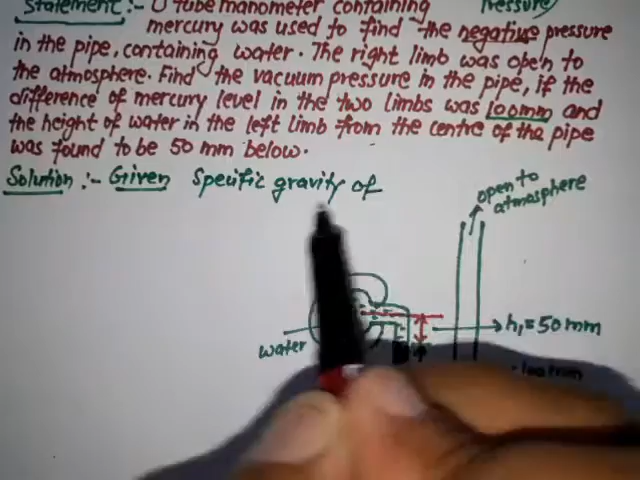 Statement :- U tube manometer containing Pressure)
mercury was used to find the negative pressure
in the pipe, containing water. The right limb was open to
the atmosphere. Find the vacuum pressure in the pipe, if the
difference of mercury level in the two limbs was 100mm and
the height of water in the left limb from the centre of the pipe
was found to be 50 mm below.
Solution :- Given Specific gravity of
open to
atmosphere
h₁ = 50 mm
water
100mm